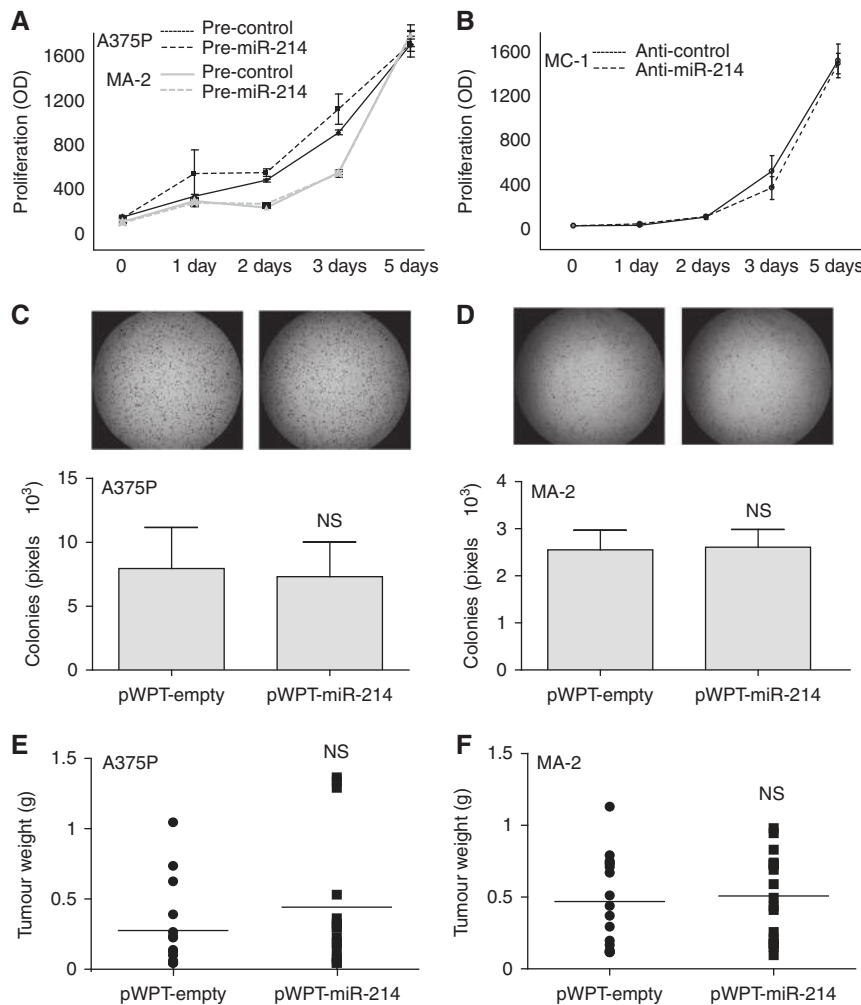 A
A375P
Pre-control
Pre-miR-214
MA-2
Pre-control
Pre-miR-214
Proliferation (OD)
1600
1200
800
400
0
0 1 day 2 days 3 days 5 days
B
MC-1
Anti-control
Anti-miR-214
Proliferation (OD)
1600
1200
800
400
0
0 1 day 2 days 3 days 5 days
C
A375P
Colonies (pixels 10³)
15
10
5
0
NS
pWPT-empty pWPT-miR-214
D
MA-2
Colonies (pixels 10³)
4
3
2
1
0
NS
pWPT-empty pWPT-miR-214
E
A375P
Tumour weight (g)
1.5
1
0.5
0
NS
pWPT-empty pWPT-miR-214
F
MA-2
Tumour weight (g)
1.5
1
0.5
0
NS
pWPT-empty pWPT-miR-214